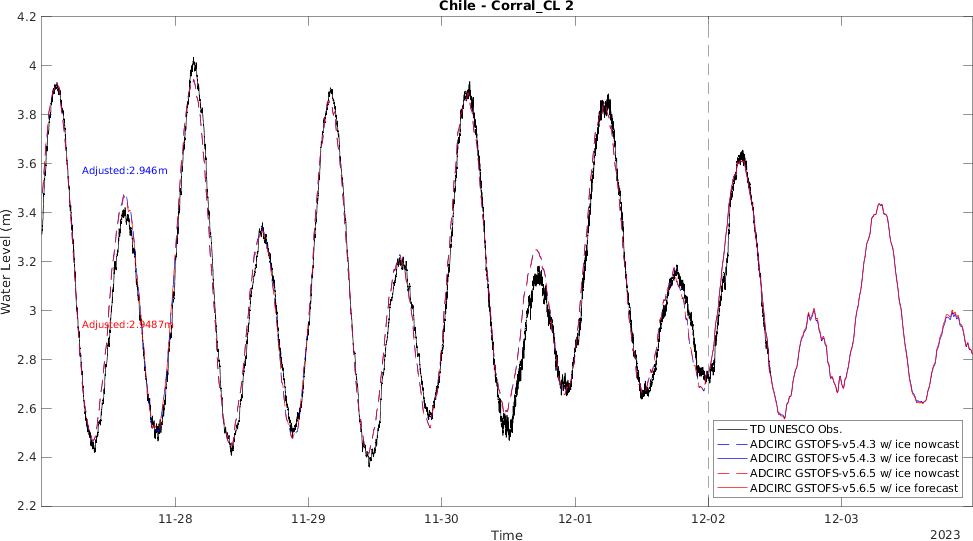 Chile - Corral_CL 2
4.2
4
3.8
3.6
3.4
3.2
3
2.8
2.6
2.4
2.2
Water Level (m)
Adjusted:2.946m
Adjusted:2.9487m
TD UNESCO Obs.
ADCIRC GSTOFS-v5.4.3 w/ ice nowcast
ADCIRC GSTOFS-v5.4.3 w/ ice forecast
ADCIRC GSTOFS-v5.6.5 w/ ice nowcast
ADCIRC GSTOFS-v5.6.5 w/ ice forecast
11-28
11-29
11-30
12-01
12-02
12-03
Time
2023